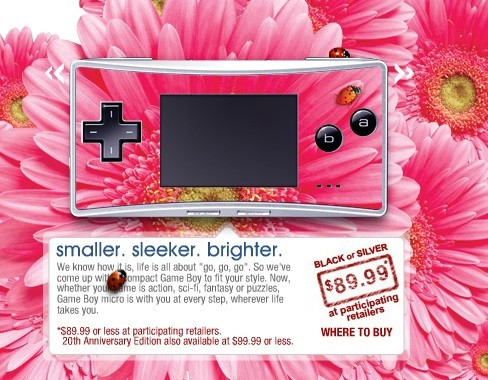 b a
smaller. sleeker. brighter.
We know how it is, life is all about "go, go, go". So we've
come up with compact Game Boy to fit your style. Now,
whether your me is action, sci-fi, fantasy or puzzles,
Game Boy micro is with you at every step, wherever life
takes you.
*$89.99 or less at participating retailers.
20th Anniversary Edition also available at $99.99 or less.
BLACK or SILVER
$89.99
at participating
retailers
WHERE TO BUY